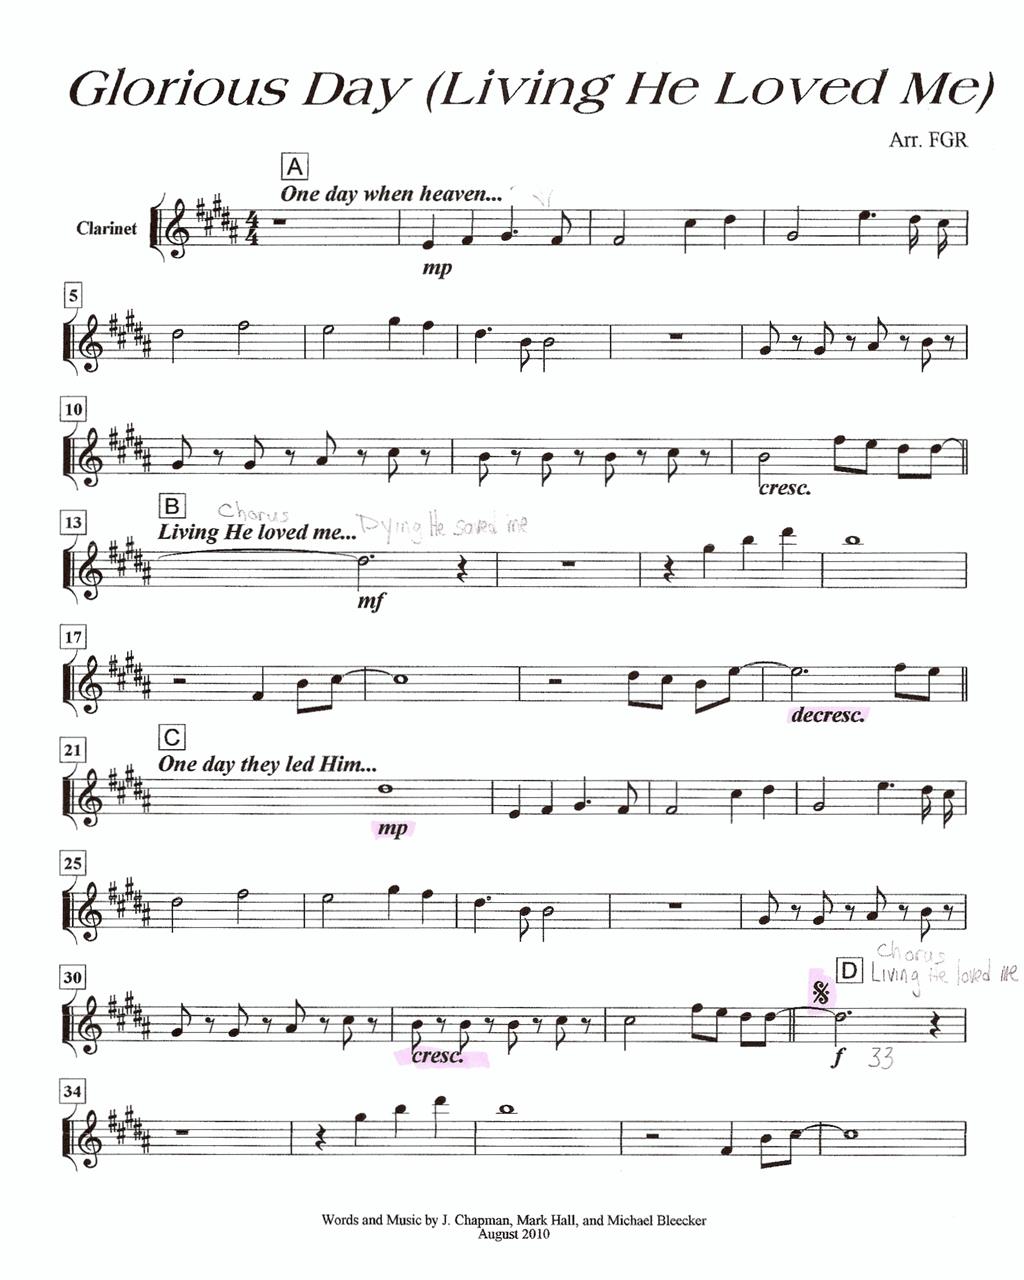 Glorious Day (Living He Loved Me)
Arr. FGR
A
One day when heaven...
Clarinet
4
4
mp
5
10
cresc.
B
Chorus
13
Living He loved me... Dying He saved me
mf
17
decresc.
C
21
One day they led Him...
mp
25
Chorus
30
D Living He loved me
cresc.
f 33
34
Words and Music by J. Chapman, Mark Hall, and Michael Bleecker
August 2010